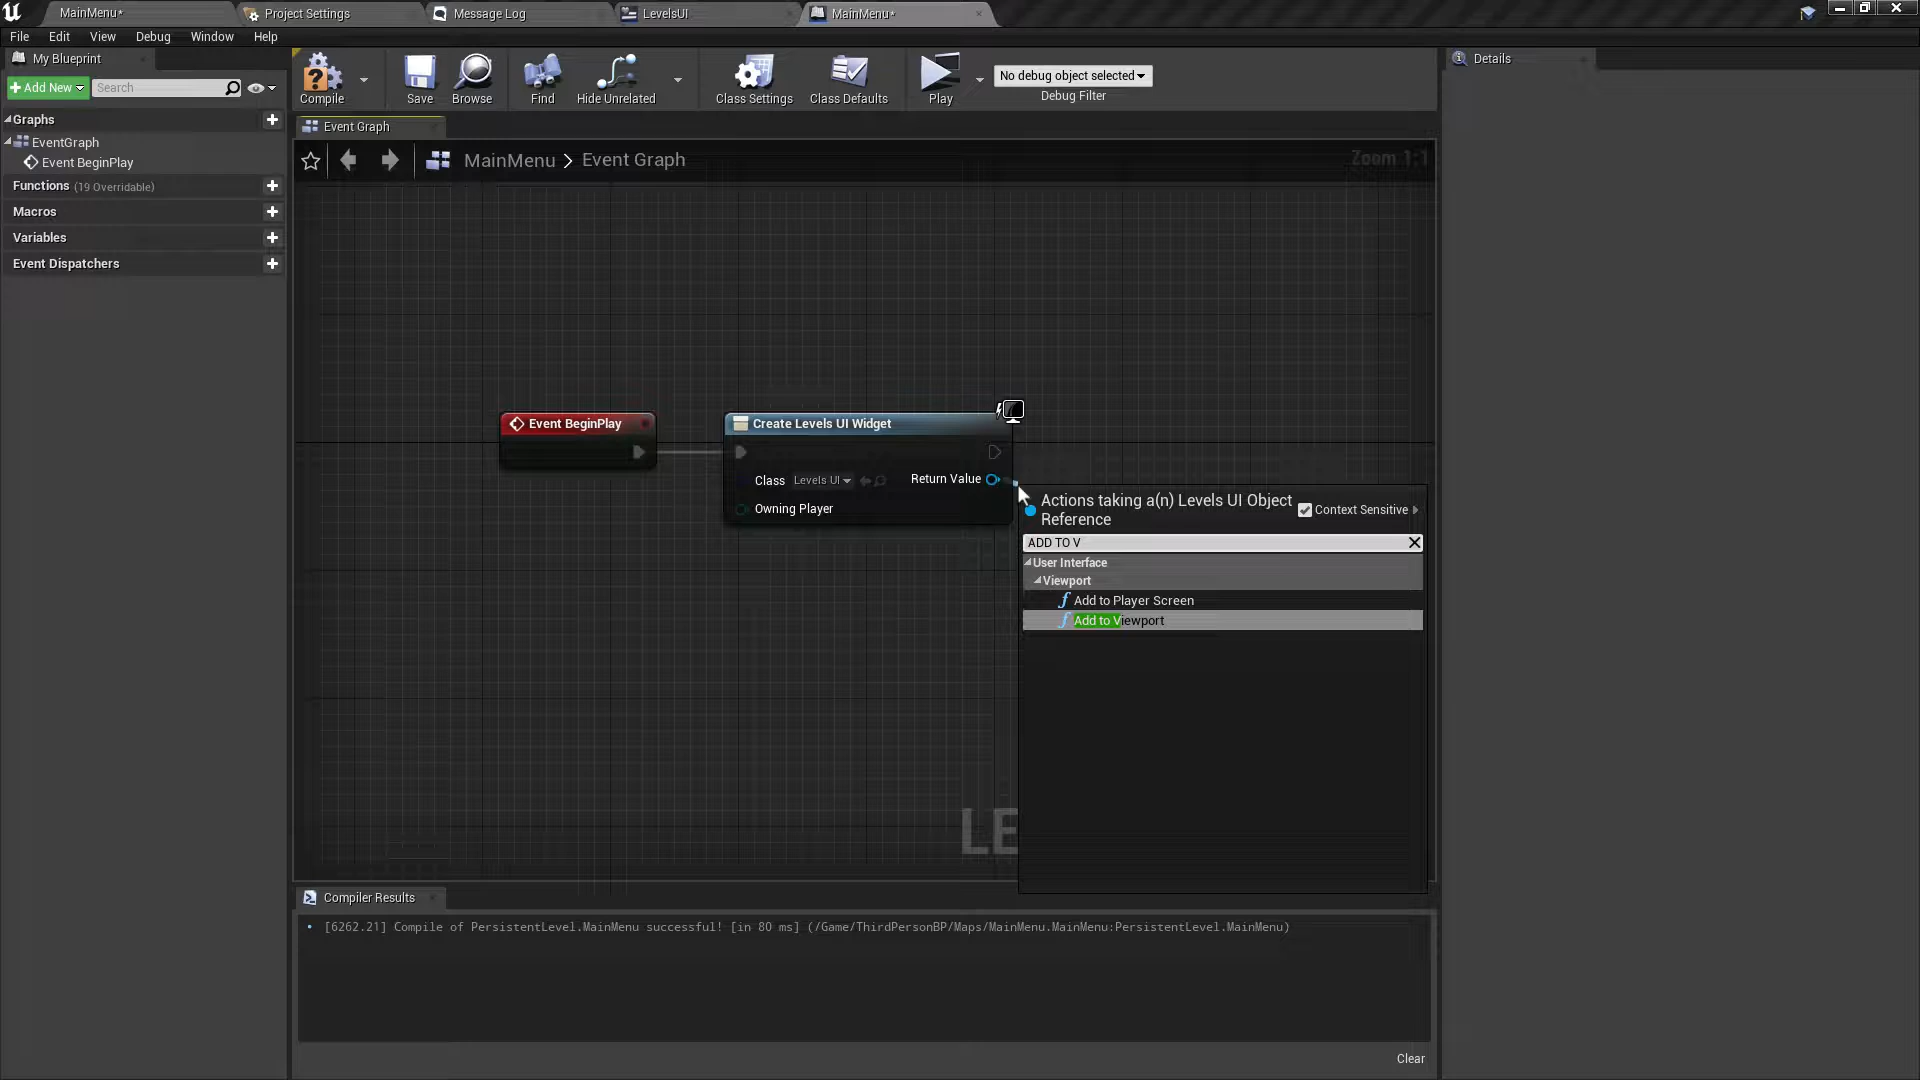 MainMenu*
Project Settings
Message Log
LevelsUI
MainMenu*
File Edit View Debug Window Help
My Blueprint
Add New
Search
Graphs
EventGraph
Event BeginPlay
Functions (19 Overridable)
Macros
Variables
Event Dispatchers
Compile
Save
Browse
Find
Hide Unrelated
Class Settings
Class Defaults
Play
No debug object selected
Debug Filter
Details
Event Graph
MainMenu > Event Graph
Zoom 1:1
Event BeginPlay
Create Levels UI Widget
Class Levels UI
Return Value
Owning Player
Actions taking a(n) Levels UI Object
Reference
Context Sensitive
ADD TO V
User Interface
Viewport
Add to Player Screen
Add to Viewport
LE
Compiler Results
[6262.21] Compile of PersistentLevel.MainMenu successful! [in 80 ms] (/Game/ThirdPersonBP/Maps/MainMenu.MainMenu:PersistentLevel.MainMenu)
Clear